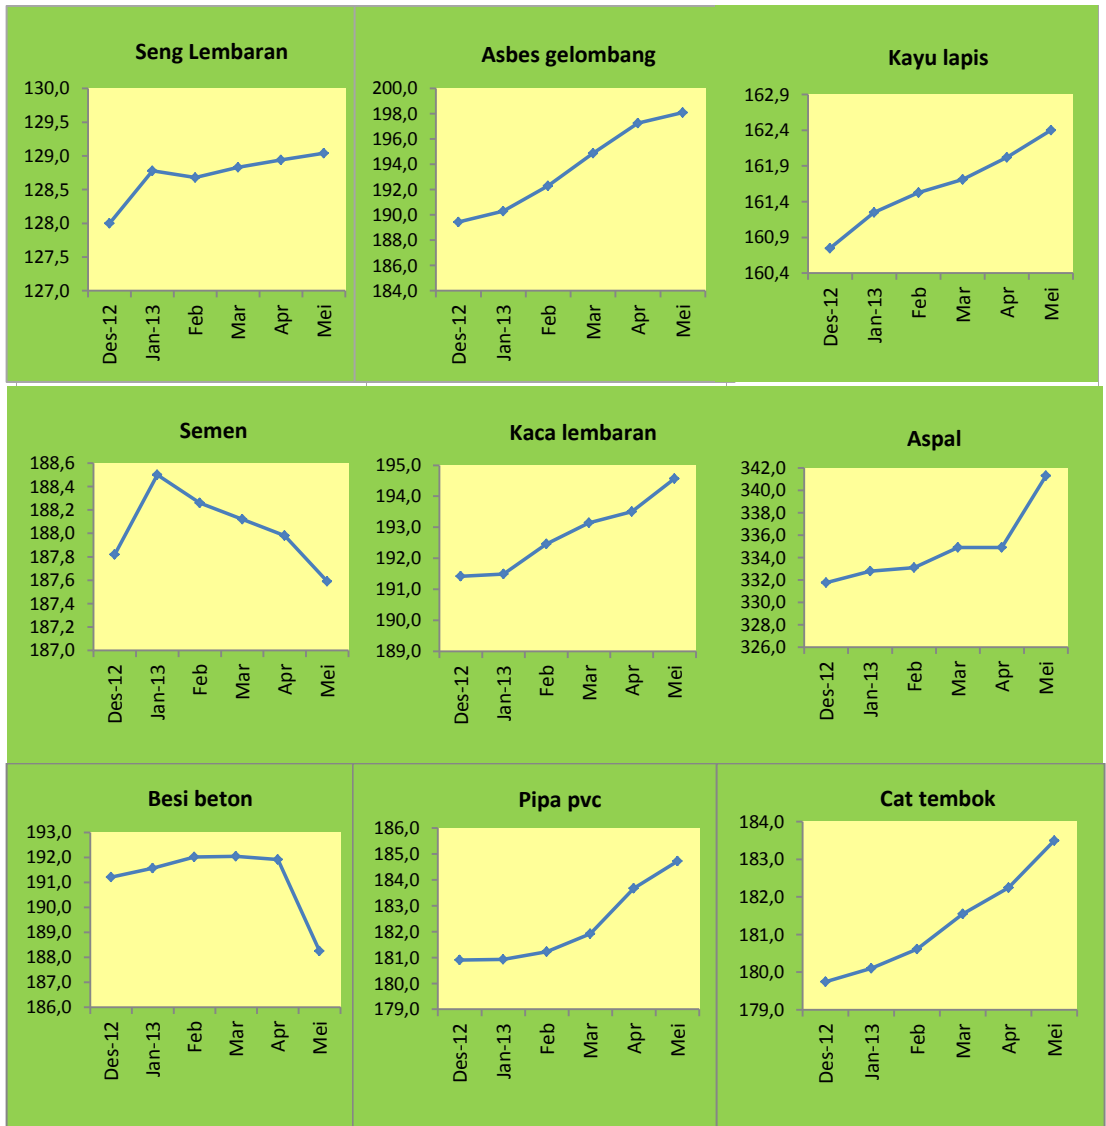 Seng Lembaran
130,0
129,5
129,0
128,5
128,0
127,5
127,0
Des-12
Jan-13
Feb
Mar
Apr
Mei
Asbes gelombang
200,0
198,0
196,0
194,0
192,0
190,0
188,0
186,0
184,0
Des-12
Jan-13
Feb
Mar
Apr
Mei
Kayu lapis
162,9
162,4
161,9
161,4
160,9
160,4
Des-12
Jan-13
Feb
Mar
Apr
Mei
Semen
188,6
188,4
188,2
188,0
187,8
187,6
187,4
187,2
187,0
Des-12
Jan-13
Feb
Mar
Apr
Mei
Kaca lembaran
195,0
194,0
193,0
192,0
191,0
190,0
189,0
Des-12
Jan-13
Feb
Mar
Apr
Mei
Aspal
342,0
340,0
338,0
336,0
334,0
332,0
330,0
328,0
326,0
Des-12
Jan-13
Feb
Mar
Apr
Mei
Besi beton
193,0
192,0
191,0
190,0
189,0
188,0
187,0
186,0
Des-12
Jan-13
Feb
Mar
Apr
Mei
Pipa pvc
186,0
185,0
184,0
183,0
182,0
181,0
180,0
179,0
Des-12
Jan-13
Feb
Mar
Apr
Mei
Cat tembok
184,0
183,0
182,0
181,0
180,0
179,0
Des-12
Jan-13
Feb
Mar
Apr
Mei